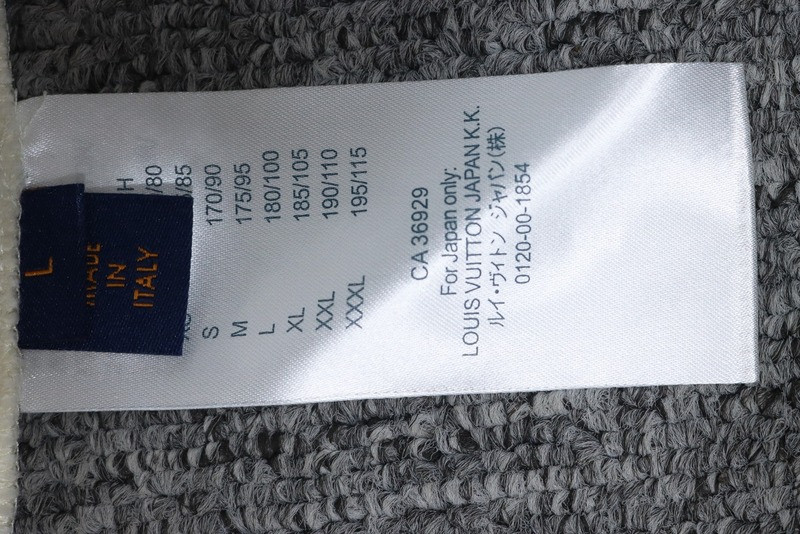 L
MADE
IN
ITALY
H
/80
/85
S 170/90
M 175/95
L 180/100
XL 185/105
XXL 190/110
XXXL 195/115
CA 36929
For Japan only:
LOUIS VUITTON JAPAN K.K.
ルイ・ヴィトン ジャパン(株)
0120-00-1854